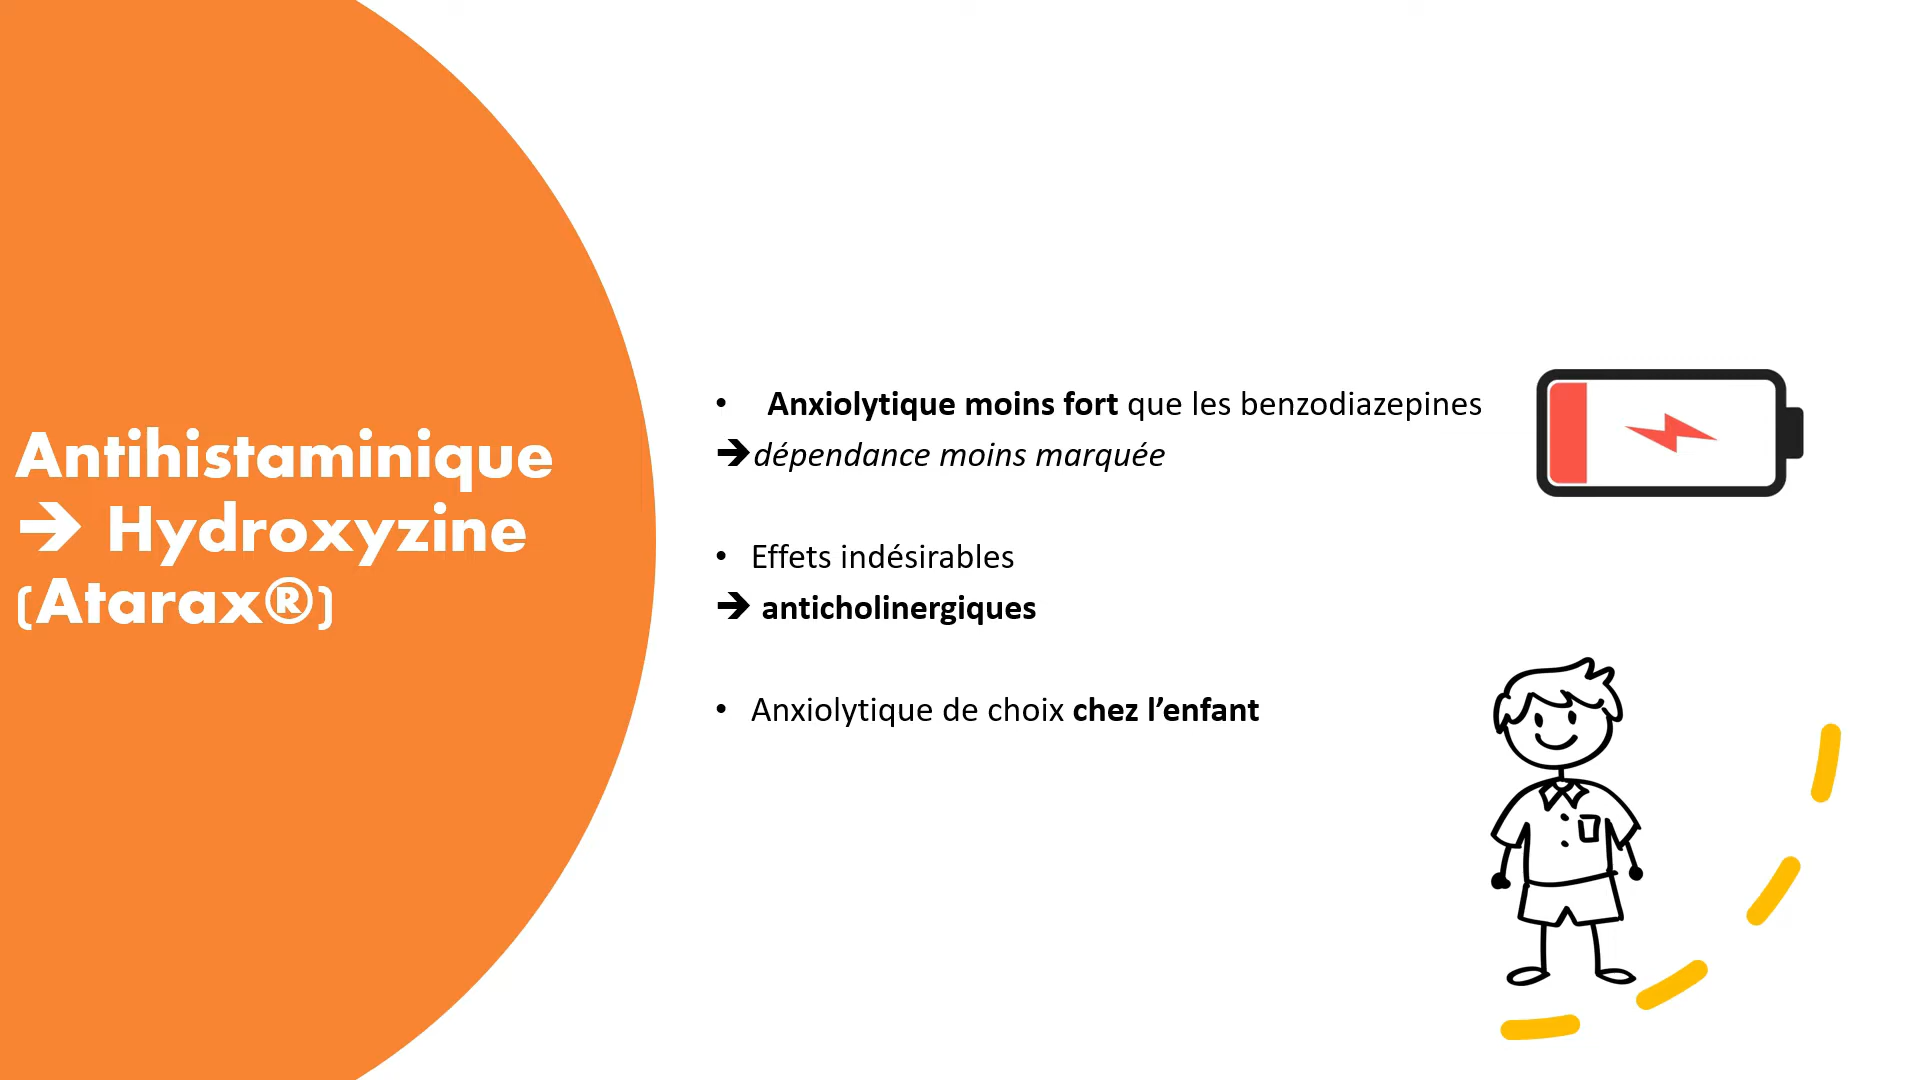 Antihistaminique
➔ Hydroxyzine
(Atarax®)
• Anxiolytique moins fort que les benzodiazepines
➔dépendance moins marquée
• Effets indésirables
➔ anticholinergiques
• Anxiolytique de choix chez l’enfant